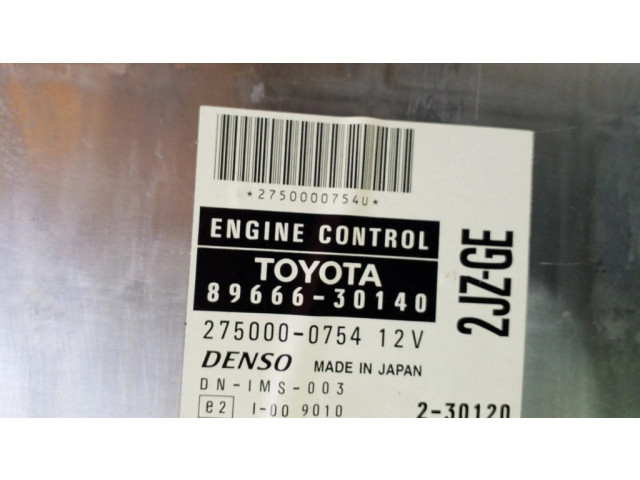 *2750000754U*
ENGINE CONTROL
TOYOTA
89666-30140
2JZ-GE
275000-0754 12V
DENSO MADE IN JAPAN
DN-IMS-003
e2 I-00 9010 2-30120